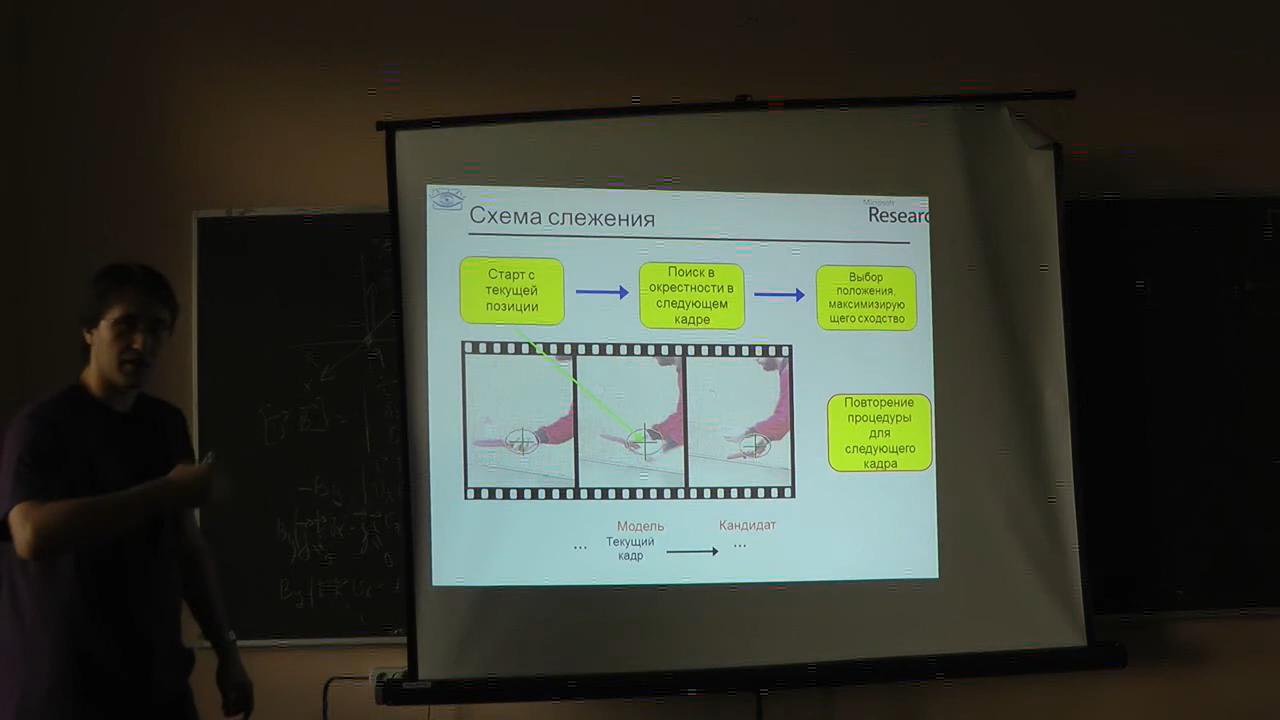 Схема слежения
Microsoft
Researc
Старт с
текущей
позиции
Поиск в
окрестности в
следующем
кадре
Выбор
положения,
максимизирую
щего сходство
Повторение
процедуры
для
следующего
кадра
Модель
Кандидат
...
Текущий
кадр
...